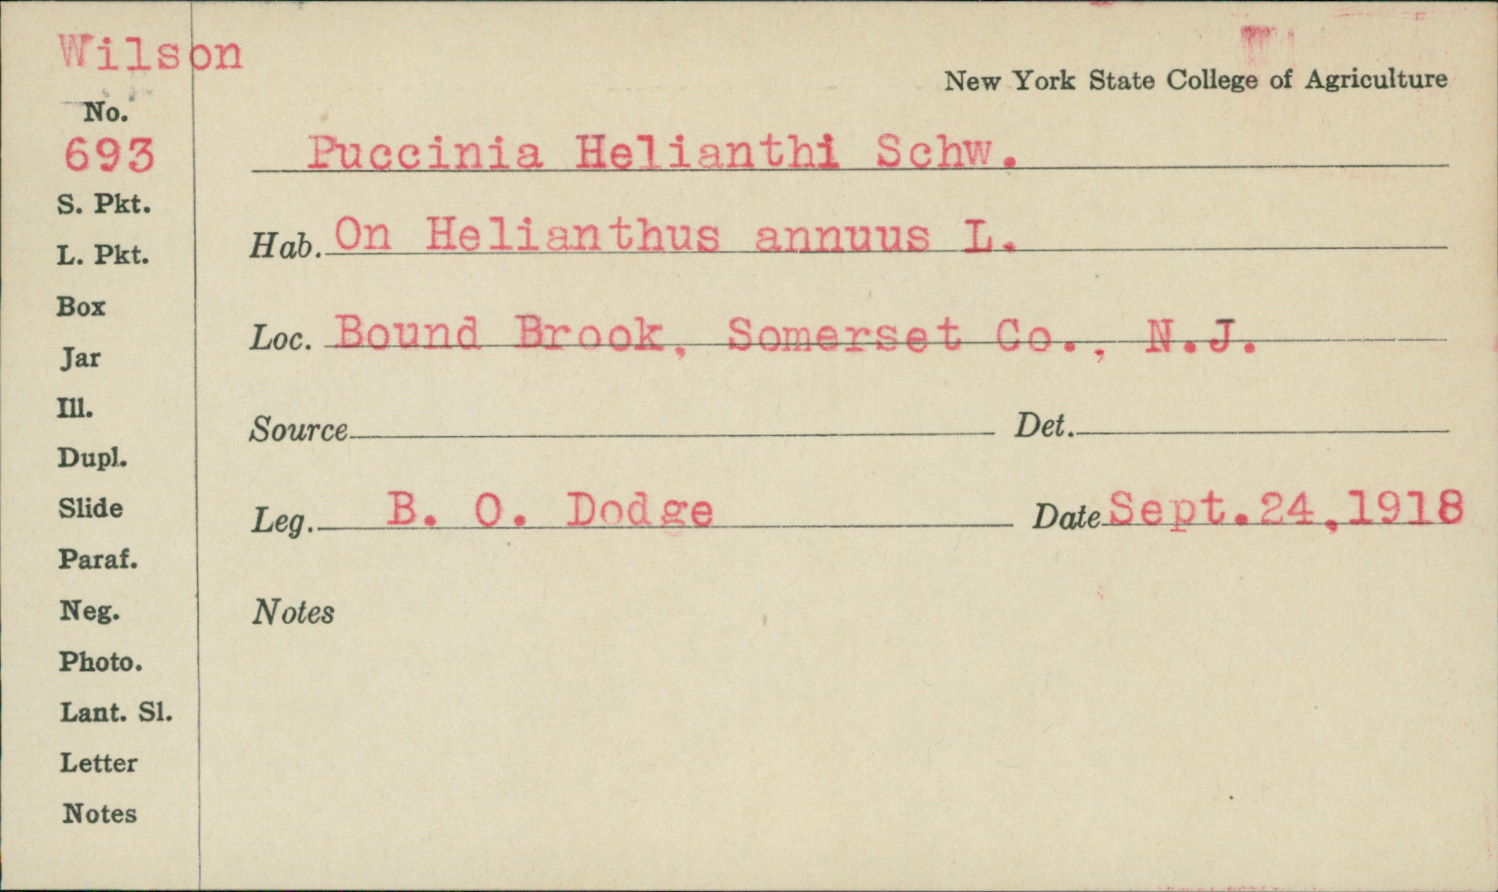 Wilson
New York State College of Agriculture
No.
693
Puccinia Helianthi Schw.
S. Pkt.
Hab. On Helianthus annuus L.
L. Pkt.
Box
Loc. Bound Brook, Somerset Co., N.J.
Jar
Ill.
Source Det.
Dupl.
Slide
Leg. B. O. Dodge Date Sept.24,1918
Paraf.
Neg.
Notes
Photo.
Lant. Sl.
Letter
Notes